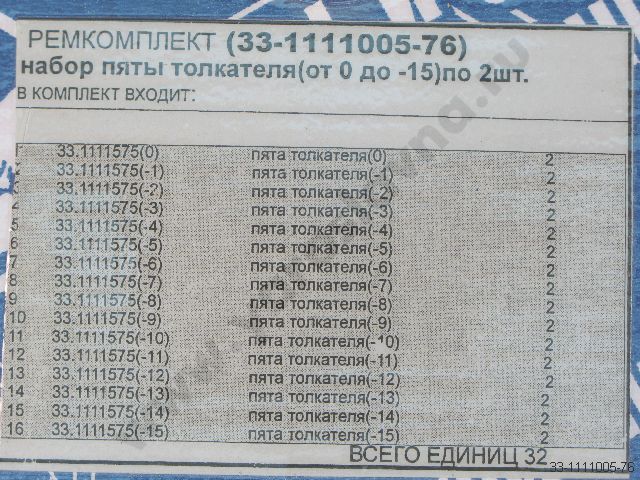 РЕМКОМПЛЕКТ (33-1111005-76)
набор пяты толкателя(от 0 до -15)по 2шт.
В КОМПЛЕКТ ВХОДИТ:
1 33.1111575(0) пята толкателя(0) 2
2 33.1111575(-1) пята толкателя(-1) 2
3 33.1111575(-2) пята толкателя(-2) 2
4 33.1111575(-3) пята толкателя(-3) 2
5 33.1111575(-4) пята толкателя(-4) 2
6 33.1111575(-5) пята толкателя(-5) 2
7 33.1111575(-6) пята толкателя(-6) 2
8 33.1111575(-7) пята толкателя(-7) 2
9 33.1111575(-8) пята толкателя(-8) 2
10 33.1111575(-9) пята толкателя(-9) 2
11 33.1111575(-10) пята толкателя(-10) 2
12 33.1111575(-11) пята толкателя(-11) 2
13 33.1111575(-12) пята толкателя(-12) 2
14 33.1111575(-13) пята толкателя(-13) 2
15 33.1111575(-14) пята толкателя(-14) 2
16 33.1111575(-15) пята толкателя(-15) 2
ВСЕГО ЕДИНИЦ 32
33-1111005-76